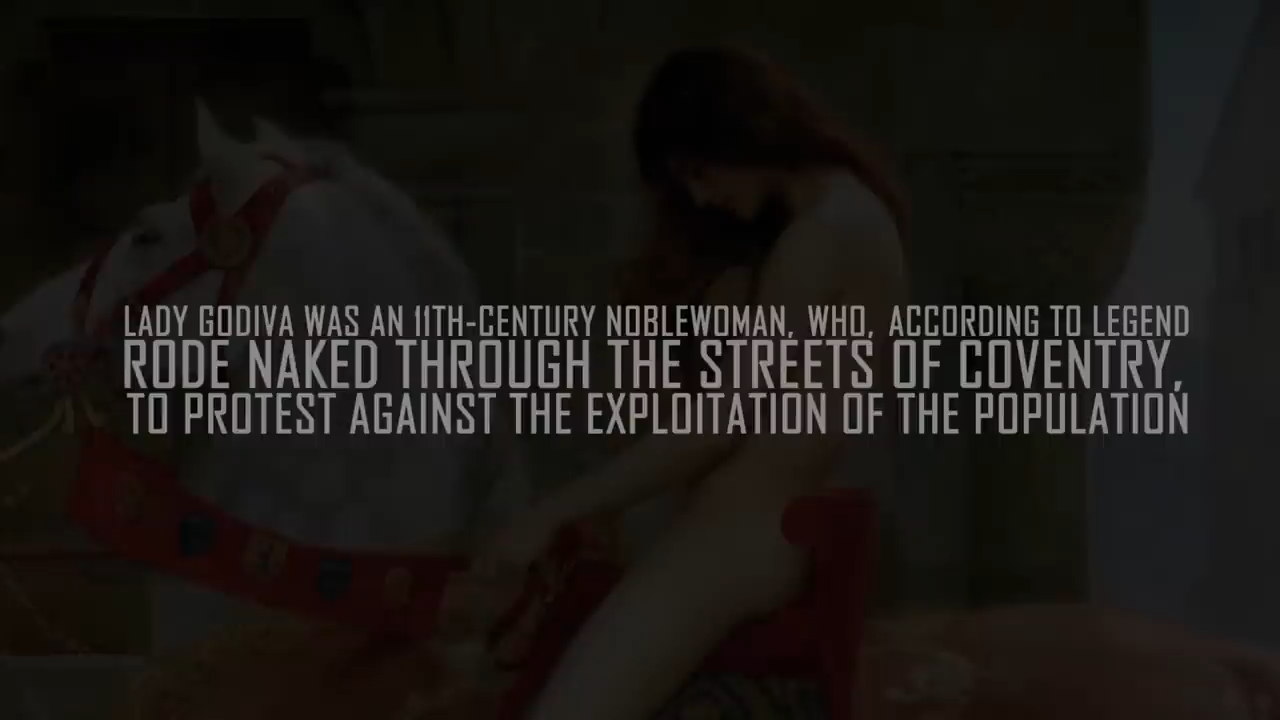 LADY GODIVA WAS AN 11TH-CENTURY NOBLEWOMAN, WHO, ACCORDING TO LEGEND
RODE NAKED THROUGH THE STREETS OF COVENTRY,
TO PROTEST AGAINST THE EXPLOITATION OF THE POPULATION